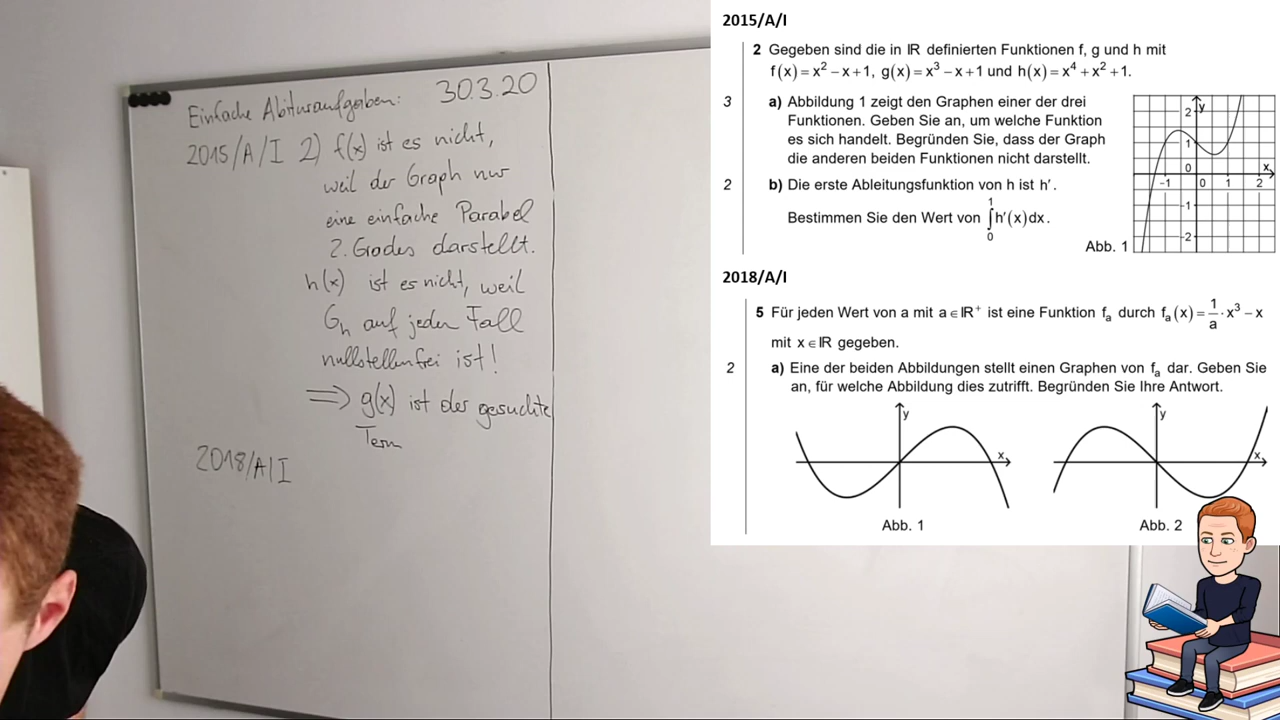 Einfache Abituraufgaben: 30.3.20
2015/A/I 2) f(x) ist es nicht,
weil der Graph nur
eine einfache Parabel
2. Grades darstellt.
h(x) ist es nicht, weil
Gh auf jeden Fall
nullstellenfrei ist!
⇒ g(x) ist der gesuchte
Term
2018/A/I
2015/A/I
2 Gegeben sind die in IR definierten Funktionen f, g und h mit
f(x) = x² − x + 1, g(x) = x³ − x + 1 und h(x) = x⁴ + x² + 1.
3 a) Abbildung 1 zeigt den Graphen einer der drei
Funktionen. Geben Sie an, um welche Funktion
es sich handelt. Begründen Sie, dass der Graph
die anderen beiden Funktionen nicht darstellt.
2 b) Die erste Ableitungsfunktion von h ist h′.
Bestimmen Sie den Wert von ∫₀¹ h′(x) dx.
y
2
1
0
x
−1 0 1 2
−1
−2
Abb. 1
2018/A/I
5 Für jeden Wert von a mit a ∈ IR⁺ ist eine Funktion fₐ durch fₐ(x) = 1/a · x³ − x
mit x ∈ IR gegeben.
2 a) Eine der beiden Abbildungen stellt einen Graphen von fₐ dar. Geben Sie
an, für welche Abbildung dies zutrifft. Begründen Sie Ihre Antwort.
y
x
y
x
Abb. 1
Abb. 2